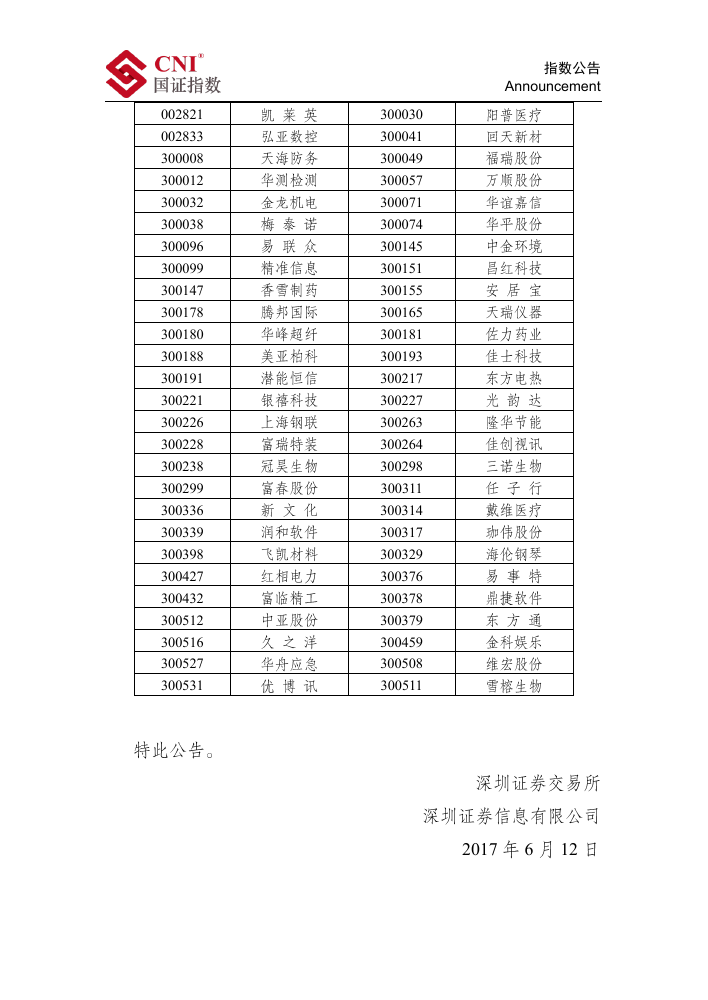 CNI®
国证指数
指数公告
Announcement
002821 凯 莱 英 300030 阳普医疗
002833 弘亚数控 300041 回天新材
300008 天海防务 300049 福瑞股份
300012 华测检测 300057 万顺股份
300032 金龙机电 300071 华谊嘉信
300038 梅 泰 诺 300074 华平股份
300096 易 联 众 300145 中金环境
300099 精准信息 300151 昌红科技
300147 香雪制药 300155 安 居 宝
300178 腾邦国际 300165 天瑞仪器
300180 华峰超纤 300181 佐力药业
300188 美亚柏科 300193 佳士科技
300191 潜能恒信 300217 东方电热
300221 银禧科技 300227 光 韵 达
300226 上海钢联 300263 隆华节能
300228 富瑞特装 300264 佳创视讯
300238 冠昊生物 300298 三诺生物
300299 富春股份 300311 任 子 行
300336 新 文 化 300314 戴维医疗
300339 润和软件 300317 珈伟股份
300398 飞凯材料 300329 海伦钢琴
300427 红相电力 300376 易 事 特
300432 富临精工 300378 鼎捷软件
300512 中亚股份 300379 东 方 通
300516 久 之 洋 300459 金科娱乐
300527 华舟应急 300508 维宏股份
300531 优 博 讯 300511 雪榕生物
特此公告。
深圳证券交易所
深圳证券信息有限公司
2017 年 6 月 12 日